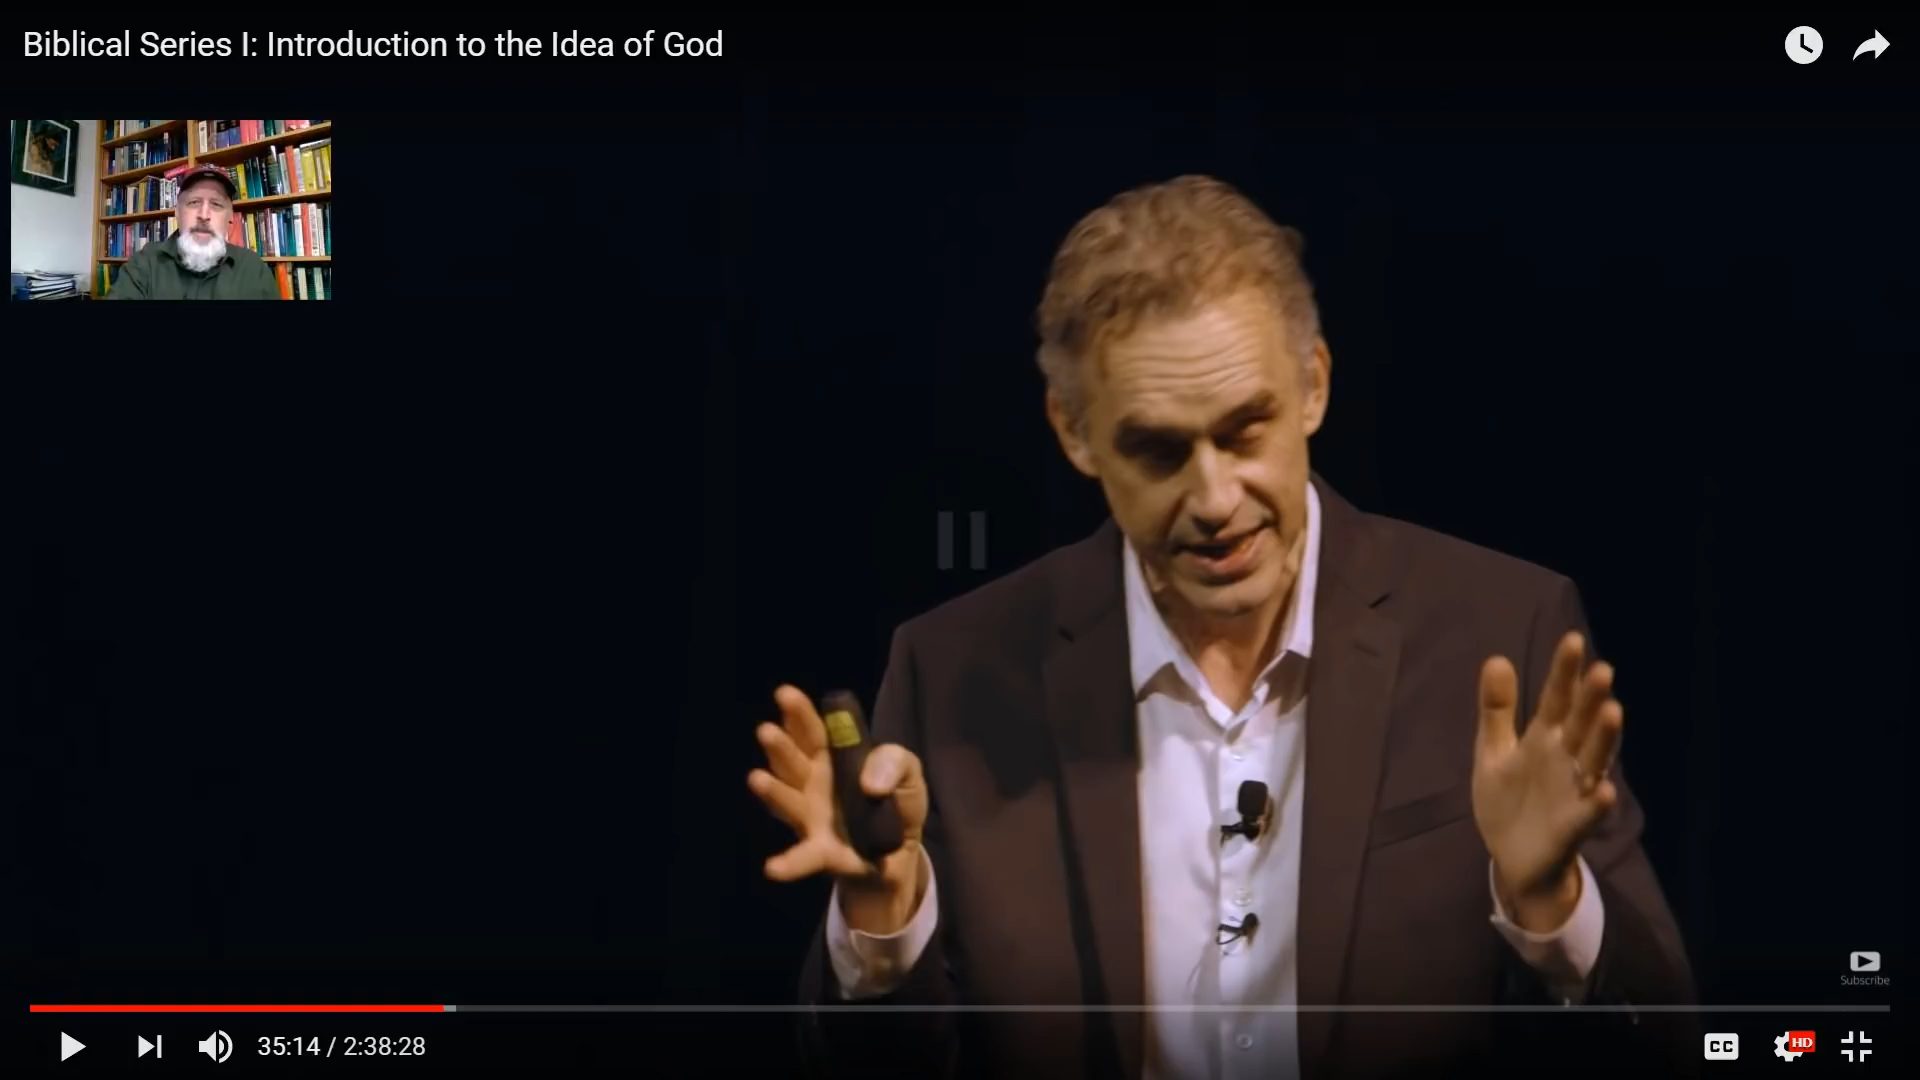 Biblical Series I: Introduction to the Idea of God
Subscribe
35:14 / 2:38:28
CC
HD